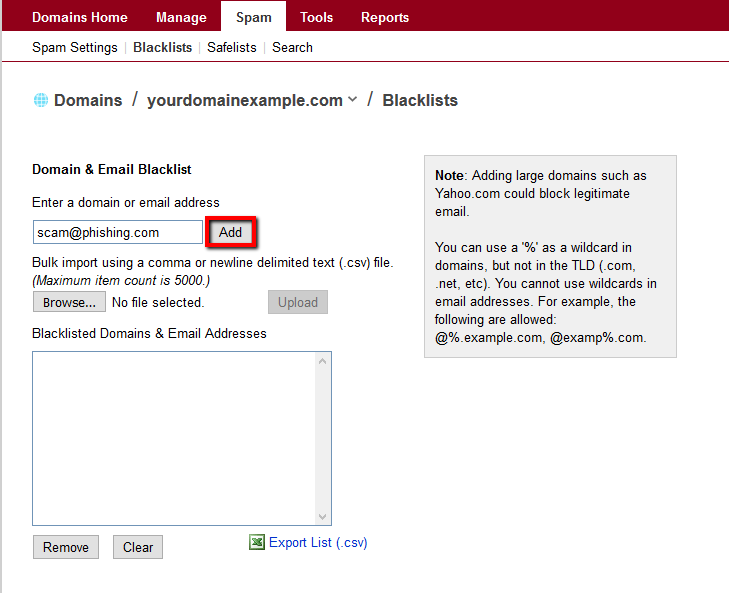 Domains Home Manage Spam Tools Reports
Spam Settings | Blacklists | Safelists | Search
Domains / yourdomainexample.com / Blacklists
Domain & Email Blacklist
Enter a domain or email address
scam@phishing.com Add
Bulk import using a comma or newline delimited text (.csv) file.
(Maximum item count is 5000.)
Browse... No file selected. Upload
Blacklisted Domains & Email Addresses
Remove Clear Export List (.csv)
Note: Adding large domains such as
Yahoo.com could block legitimate
email.
You can use a '%' as a wildcard in
domains, but not in the TLD (.com,
.net, etc). You cannot use wildcards in
email addresses. For example, the
following are allowed:
@%.example.com, @examp%.com.